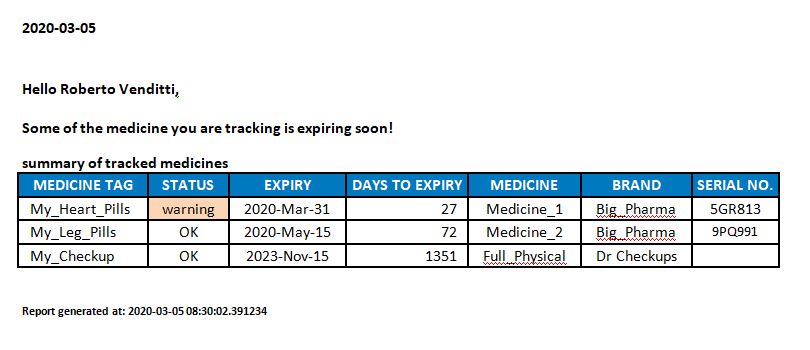 2020-03-05
Hello Roberto Venditti,
Some of the medicine you are tracking is expiring soon!
summary of tracked medicines
MEDICINE TAG STATUS EXPIRY DAYS TO EXPIRY MEDICINE BRAND SERIAL NO.
My_Heart_Pills warning 2020-Mar-31 27 Medicine_1 Big_Pharma 5GR813
My_Leg_Pills OK 2020-May-15 72 Medicine_2 Big_Pharma 9PQ991
My_Checkup OK 2023-Nov-15 1351 Full_Physical Dr Checkups
Report generated at: 2020-03-05 08:30:02.391234